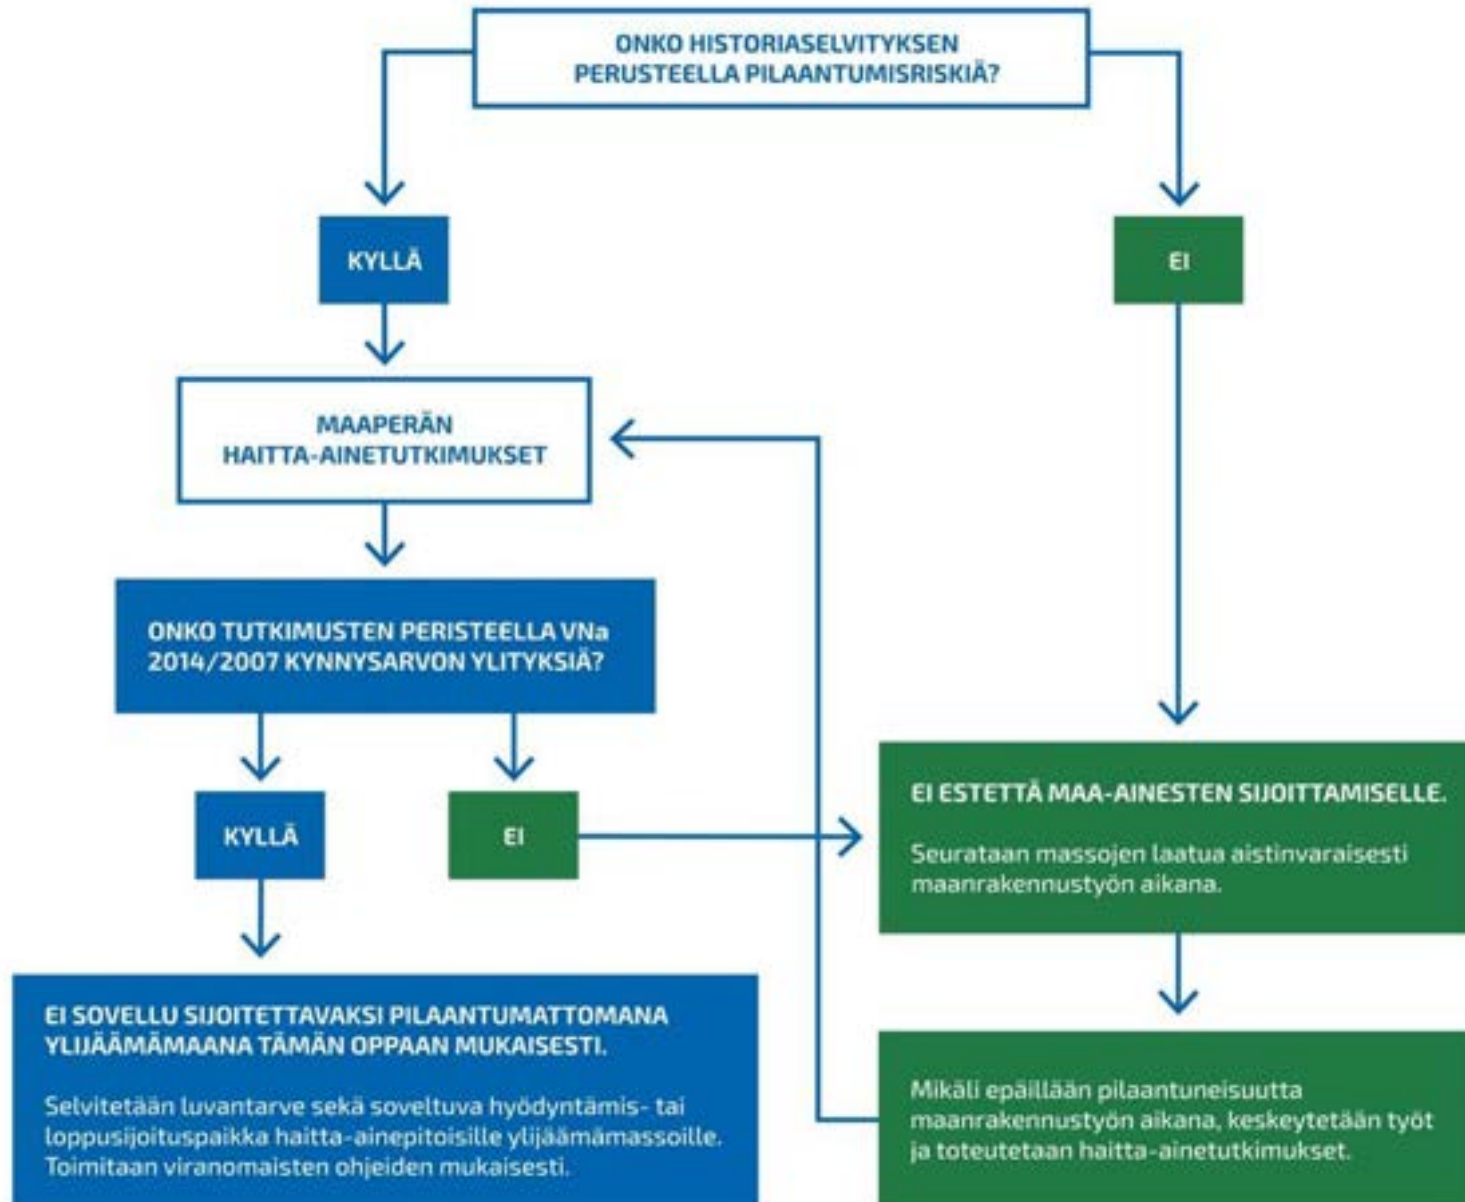 ONKO HISTORIASELVITYKSEN
PERUSTEELLA PILAANTUMISRISKIÄ?
KYLLÄ
EI
MAAPERÄN
HAITTA-AINETUTKIMUKSET
ONKO TUTKIMUSTEN PERISTEELLA VNa
2014/2007 KYNNYSARVON YLITYKSIÄ?
KYLLÄ
EI
EI ESTETTÄ MAA-AINESTEN SIJOITTAMISELLE.
Seurataan massojen laatua aistinvaraisesti
maanrakennustyön aikana.
EI SOVELLU SIJOITETTAVAKSI PILAANTUMATTOMANA
YLIJÄÄMÄMAANA TÄMÄN OPPAAN MUKAISESTI.
Selvitetään luvantarve sekä soveltuva hyödyntämis- tai
loppusijoituspaikka haitta-ainepitoisille ylijäämämassoille.
Toimitaan viranomaisten ohjeiden mukaisesti.
Mikäli epäillään pilaantuneisuutta
maanrakennustyön aikana, keskeytetään työt
ja toteutetaan haitta-ainetutkimukset.